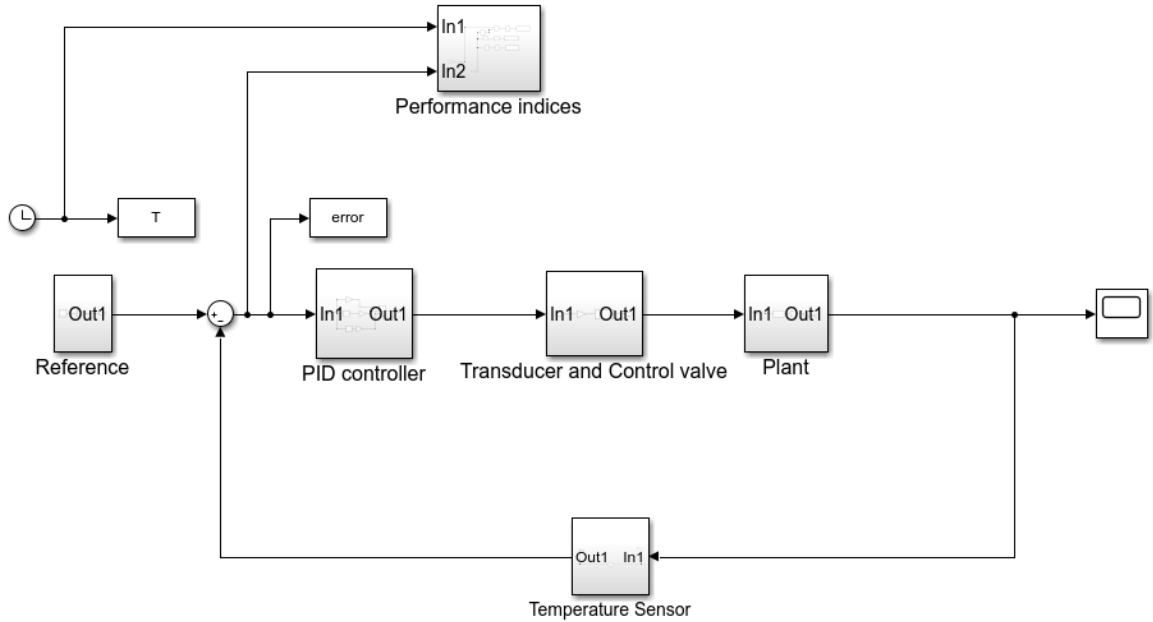 In1
In2
Performance indices
T
error
Out1
Reference
+
-
In1 Out1
PID controller
In1 Out1
Transducer and Control valve
In1 Out1
Plant
Out1 In1
Temperature Sensor